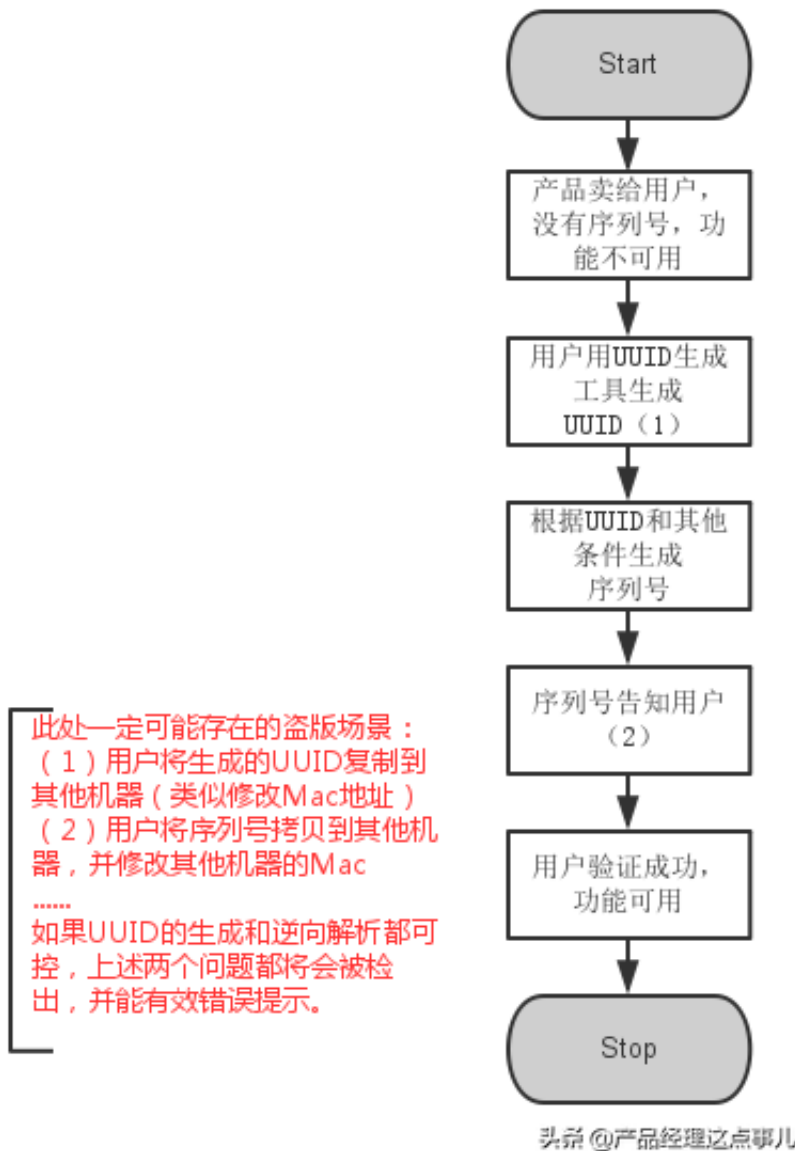 Start
产品卖给用户，
没有序列号，功
能不可用
用户用UUID生成
工具生成
UUID（1）
根据UUID和其他
条件生成
序列号
序列号告知用户
（2）
用户验证成功，
功能可用
Stop
此处一定可能存在的盗版场景：
（1）用户将生成的UUID复制到
其他机器（类似修改Mac地址）
（2）用户将序列号拷贝到其他机
器，并修改其他机器的Mac
......
如果UUID的生成和逆向解析都可
控，上述两个问题都将会被检
出，并能有效错误提示。
头条 @产品经理这点事儿